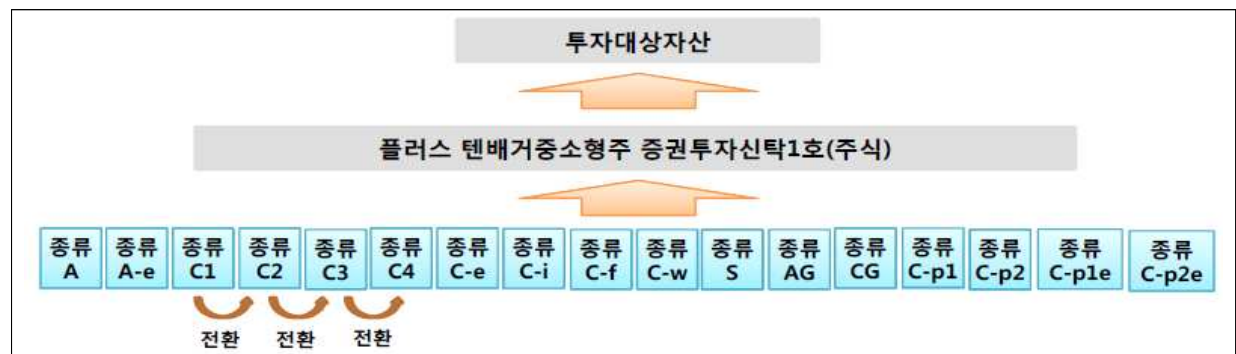 투자대상자산
플러스 텐배거중소형주 증권투자신탁1호(주식)
종류 종류 종류 종류 종류 종류 종류 종류 종류 종류 종류 종류 종류 종류 종류 종류 종류
A A-e C1 C2 C3 C4 C-e C-i C-f C-w S AG CG C-p1 C-p2 C-p1e C-p2e
전환 전환 전환